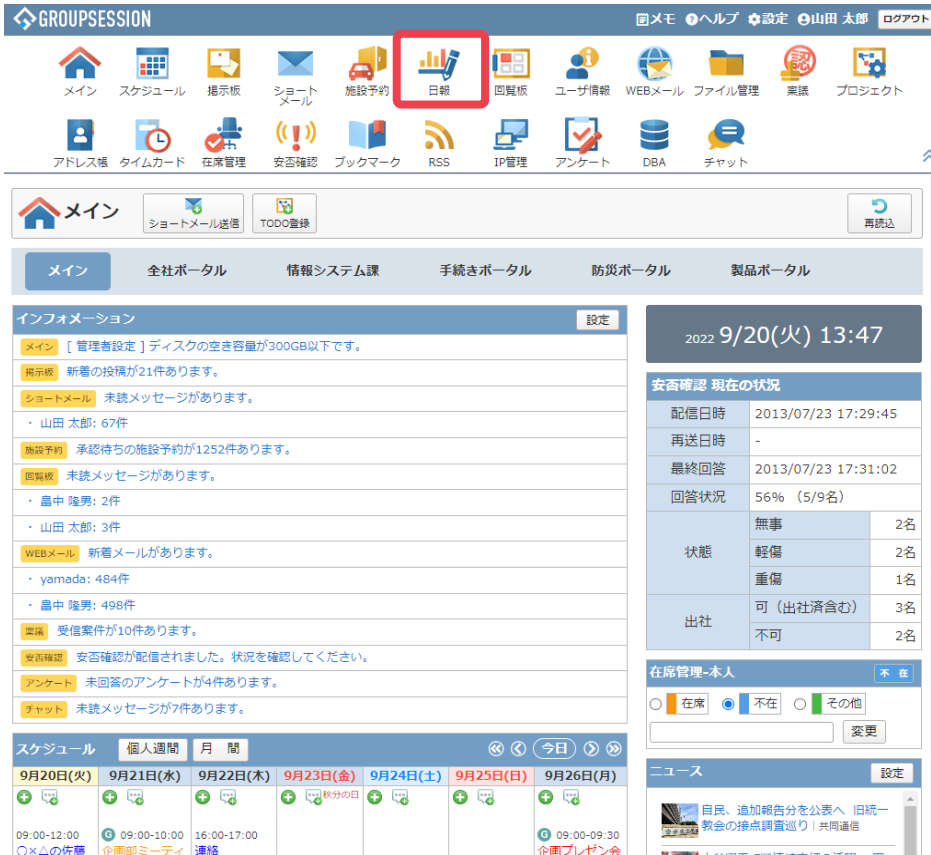 GROUPSESSION メモ ヘルプ 設定 山田 太郎 ログアウト
メイン スケジュール 掲示板 ショートメール 施設予約 日報 回覧板 ユーザ情報 WEBメール ファイル管理 稟議 プロジェクト
アドレス帳 タイムカード 在席管理 安否確認 ブックマーク RSS IP管理 アンケート DBA チャット
メイン ショートメール送信 TODO登録 再読込
メイン 全社ポータル 情報システム課 手続きポータル 防災ポータル 製品ポータル
インフォメーション 設定
メイン [ 管理者設定 ] ディスクの空き容量が300GB以下です。
掲示板 新着の投稿が21件あります。
ショートメール 未読メッセージがあります。
・ 山田 太郎: 67件
施設予約 承認待ちの施設予約が1252件あります。
回覧板 未読メッセージがあります。
・ 畠中 隆男: 2件
・ 山田 太郎: 3件
WEBメール 新着メールがあります。
・ yamada: 484件
・ 畠中 隆男: 498件
稟議 受信案件が10件あります。
安否確認 安否確認が配信されました。状況を確認してください。
アンケート 未回答のアンケートが4件あります。
チャット 未読メッセージが7件あります。
スケジュール 個人週間 月 間 今日
9月20日(火) 9月21日(水) 9月22日(木) 9月23日(金) 9月24日(土) 9月25日(日) 9月26日(月)
秋分の日
09:00-12:00 G 09:00-10:00 16:00-17:00 G 09:00-09:30
○×△の佐藤 企画部ミーティ 連絡 企画プレゼン会
2022 9/20(火) 13:47
安否確認 現在の状況
配信日時 2013/07/23 17:29:45
再送日時 -
最終回答 2013/07/23 17:31:02
回答状況 56% (5/9名)
状態 無事 2名
軽傷 2名
重傷 1名
出社 可（出社済含む） 3名
不可 2名
在席管理-本人 不 在
在席 不在 その他
変更
ニュース 設定
自民、追加報告分を公表へ 旧統一
教会の接点調査巡り | 共同通信